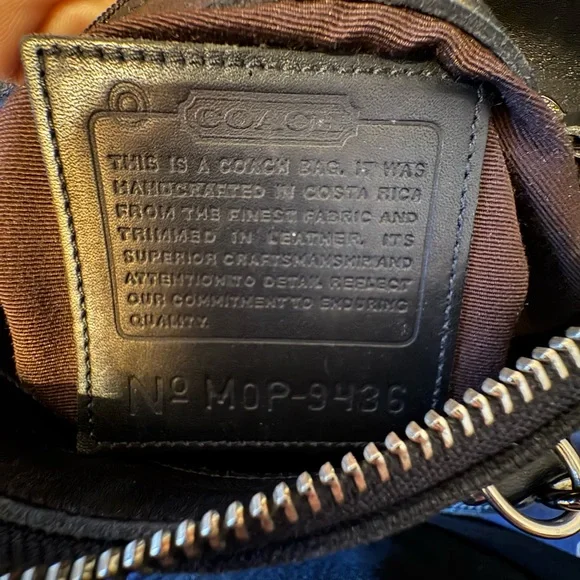 COACH
THIS IS A COACH BAG. IT WAS
HANDCRAFTED IN COSTA RICA
FROM THE FINEST FABRIC AND
TRIMMED IN LEATHER. ITS
SUPERIOR CRAFTSMANSHIP AND
ATTENTION TO DETAIL REFLECT
OUR COMMITMENT TO ENDURING
QUALITY.
Nº MOP-9436